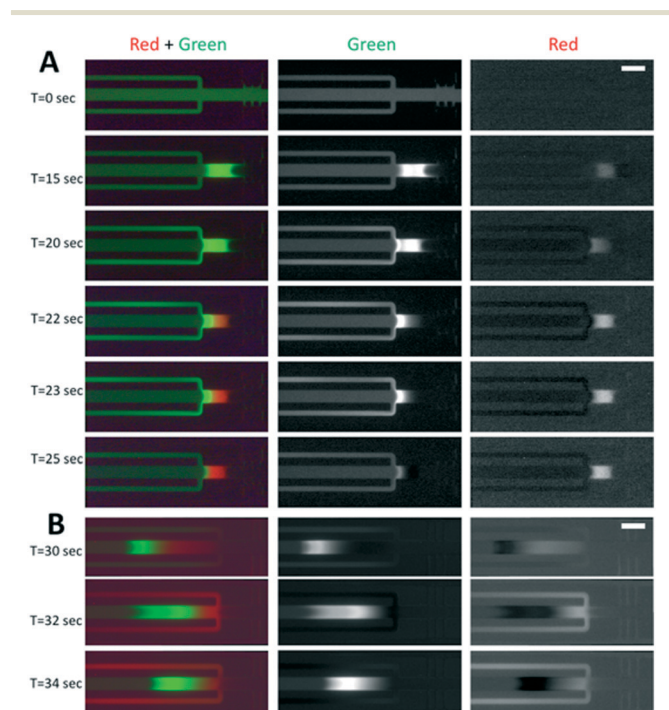 Red + Green Green Red
A
T=0 sec
T=15 sec
T=20 sec
T=22 sec
T=23 sec
T=25 sec
B
T=30 sec
T=32 sec
T=34 sec